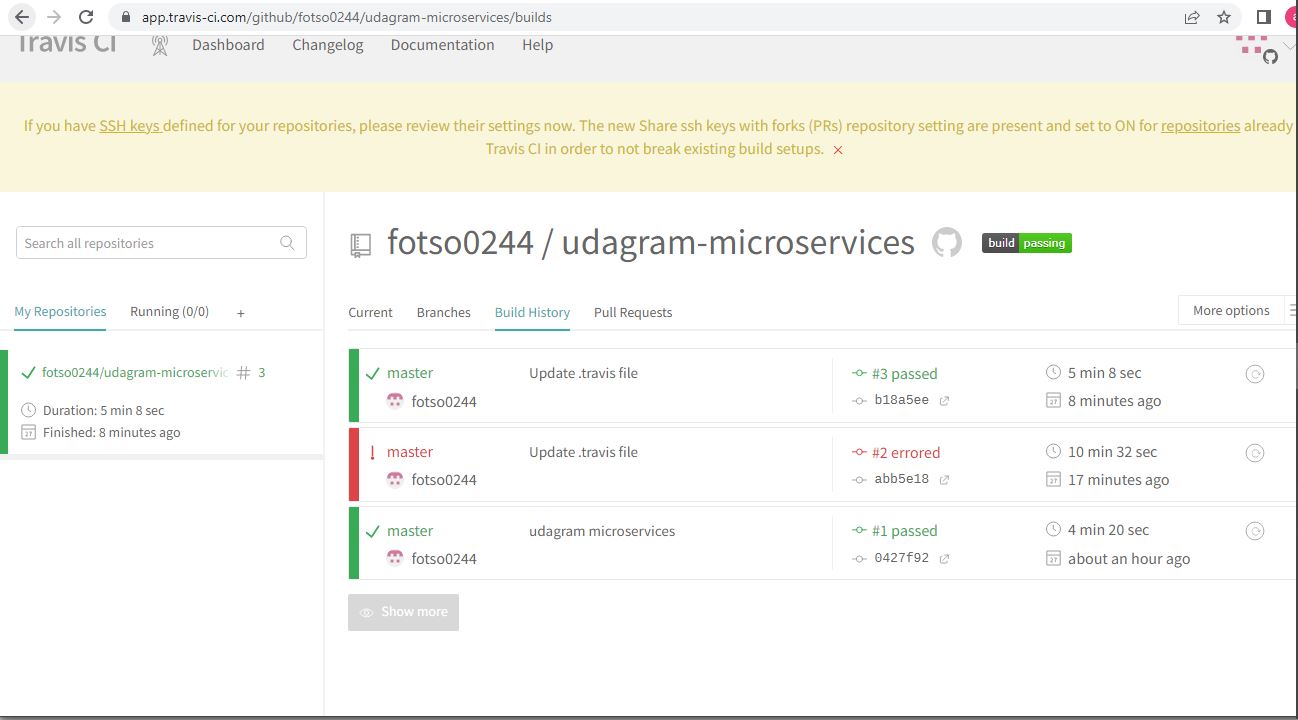 app.travis-ci.com/github/fotso0244/udagram-microservices/builds
Travis CI Dashboard Changelog Documentation Help
If you have SSH keys defined for your repositories, please review their settings now. The new Share ssh keys with forks (PRs) repository setting are present and set to ON for repositories already
Travis CI in order to not break existing build setups.
Search all repositories
fotso0244 / udagram-microservices build passing
My Repositories Running (0/0) +
Current Branches Build History Pull Requests More options
fotso0244/udagram-microservic # 3
Duration: 5 min 8 sec
Finished: 8 minutes ago
master Update .travis file #3 passed 5 min 8 sec
fotso0244 b18a5ee 8 minutes ago
master Update .travis file #2 errored 10 min 32 sec
fotso0244 abb5e18 17 minutes ago
master udagram microservices #1 passed 4 min 20 sec
fotso0244 0427f92 about an hour ago
Show more